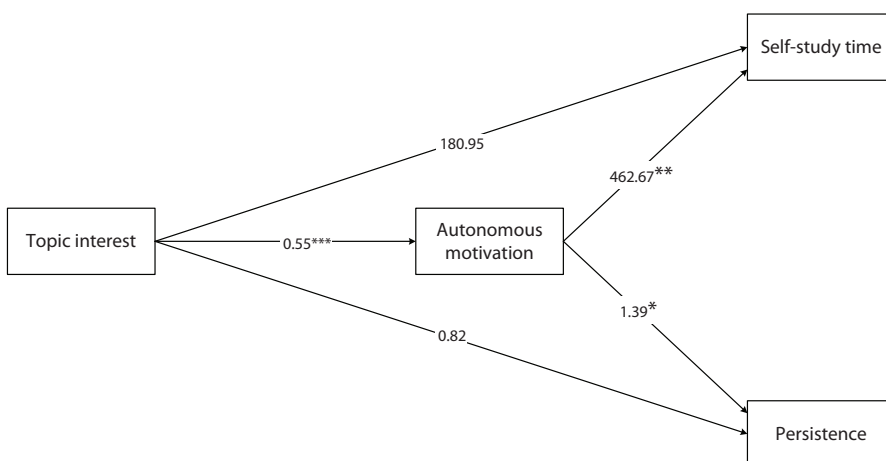 Self-study time
180.95
462.67**
Topic interest
0.55***
Autonomous
motivation
1.39*
0.82
Persistence